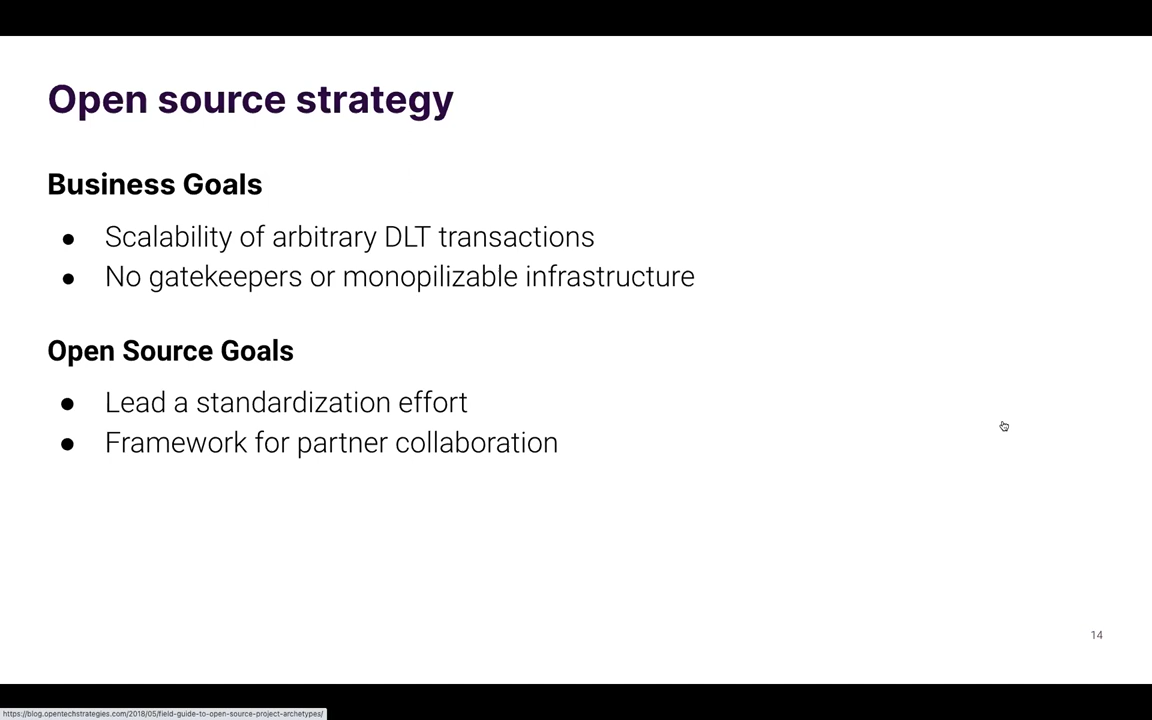 Open source strategy
Business Goals
● Scalability of arbitrary DLT transactions
● No gatekeepers or monopilizable infrastructure
Open Source Goals
● Lead a standardization effort
● Framework for partner collaboration
14
https://blog.opentechstrategies.com/2018/05/field-guide-to-open-source-project-archetypes/